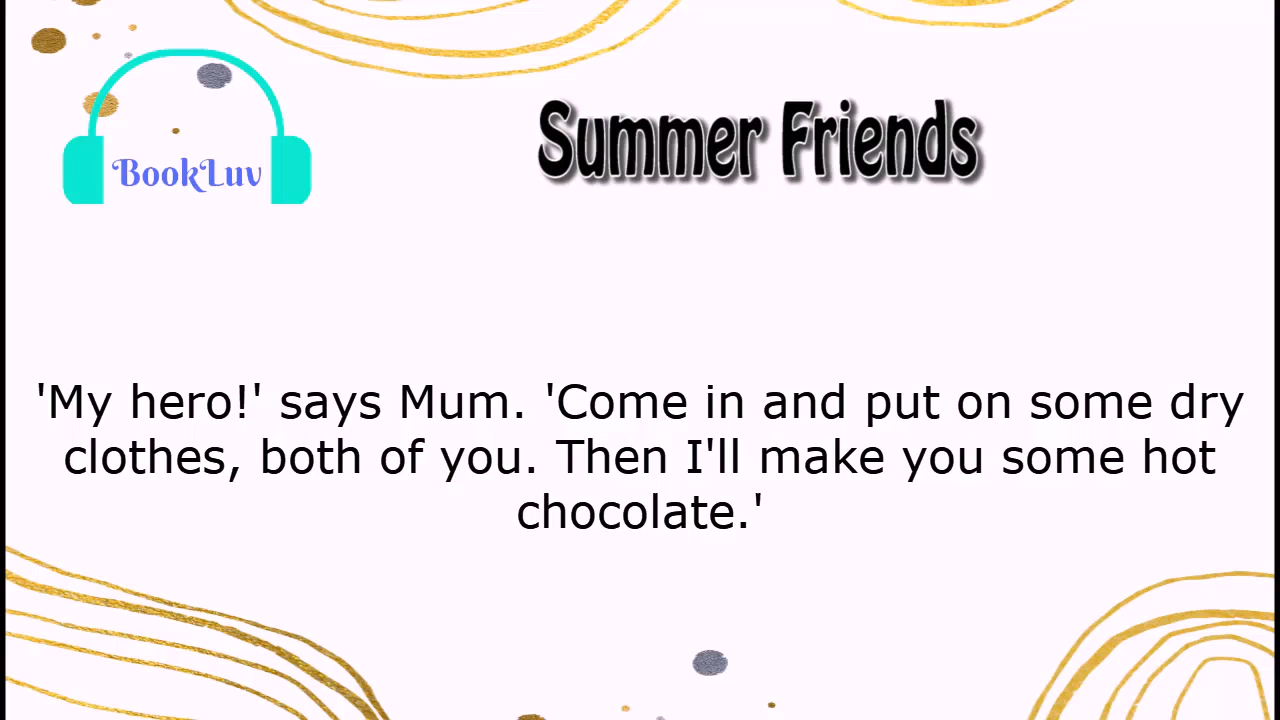 Summer Friends
BookLuv
'My hero!' says Mum. 'Come in and put on some dry
clothes, both of you. Then I'll make you some hot
chocolate.'